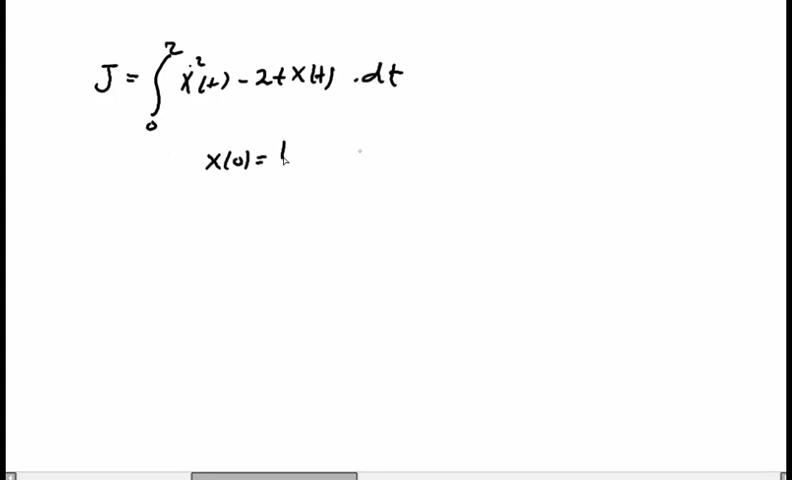 J = ∫₀² ẋ²(t) - 2t x(t) . dt
x(0) = 1